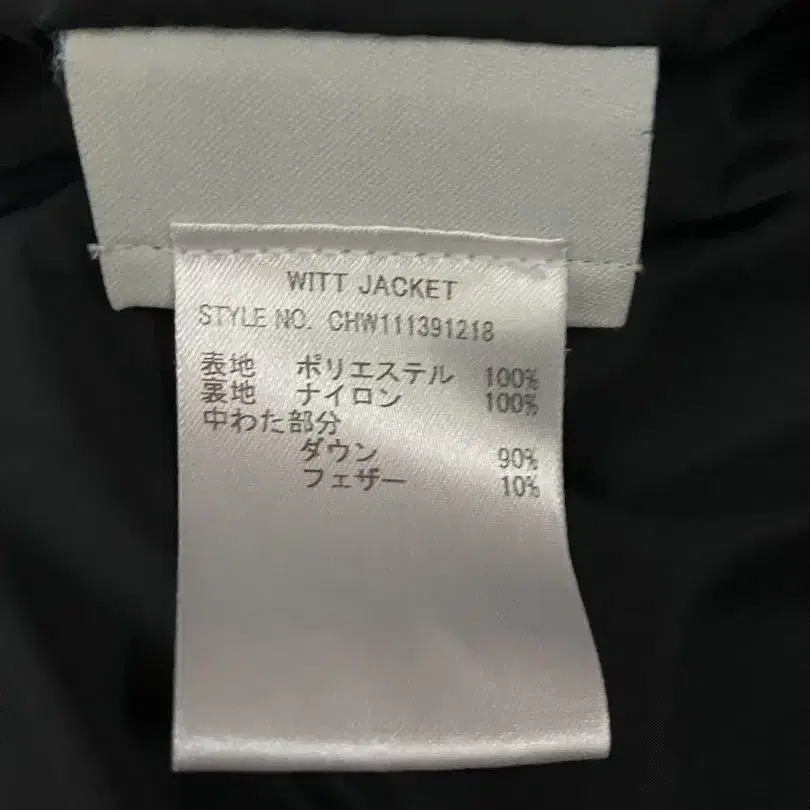 WITT JACKET
STYLE NO. CHW111391218
表地 ポリエステル 100%
裏地 ナイロン 100%
中わた部分
ダウン 90%
フェザー 10%